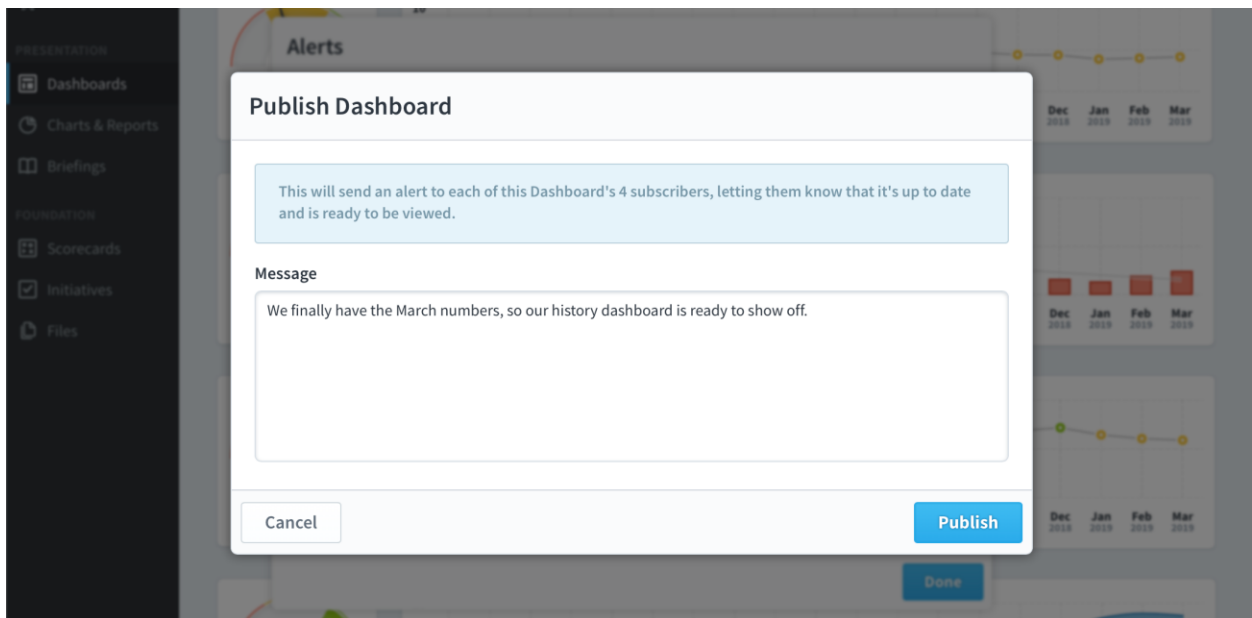 10
PRESENTATION
Alerts
Dashboards
Publish Dashboard
Charts & Reports
Dec Jan Feb Mar
2018 2019 2019 2019
Briefings
This will send an alert to each of this Dashboard's 4 subscribers, letting them know that it's up to date
and is ready to be viewed.
FOUNDATION
Scorecards
Message
Initiatives
We finally have the March numbers, so our history dashboard is ready to show off.
Dec Jan Feb Mar
2018 2019 2019 2019
Files
Cancel
Publish
Dec Jan Feb Mar
2018 2019 2019 2019
Done